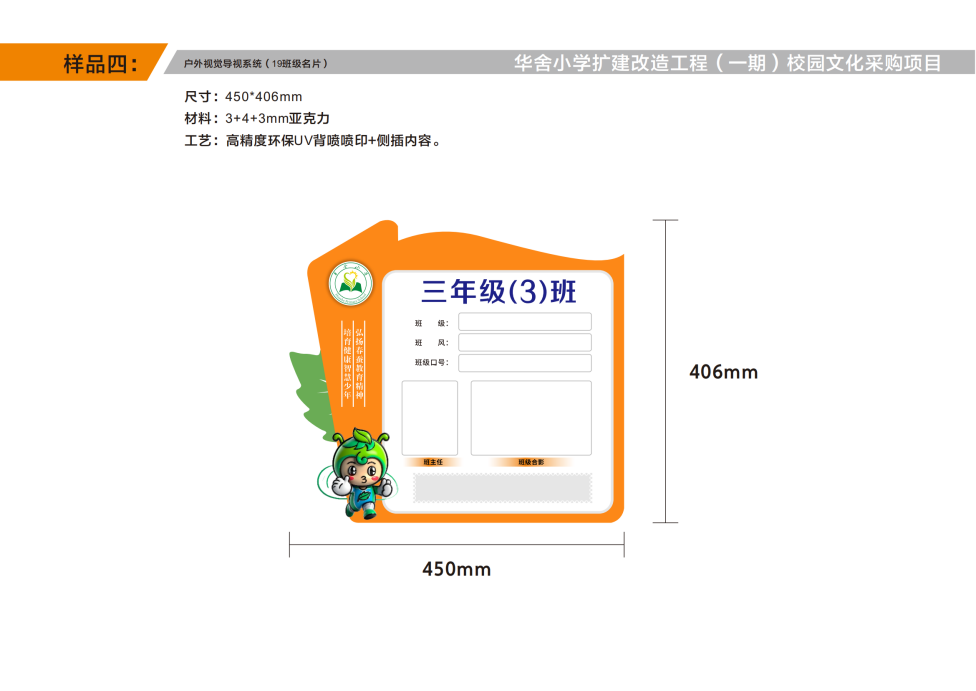 样品四：
户外视觉导视系统（19班级名片）
华舍小学扩建改造工程（一期）校园文化采购项目
尺寸：450*406mm
材料：3+4+3mm亚克力
工艺：高精度环保UV背喷喷印+侧插内容。
三年级(3)班
班 级：
班 风：
班级口号：
弘扬春蚕教育精神
培育健康智慧少年
班主任
班级合影
406mm
450mm